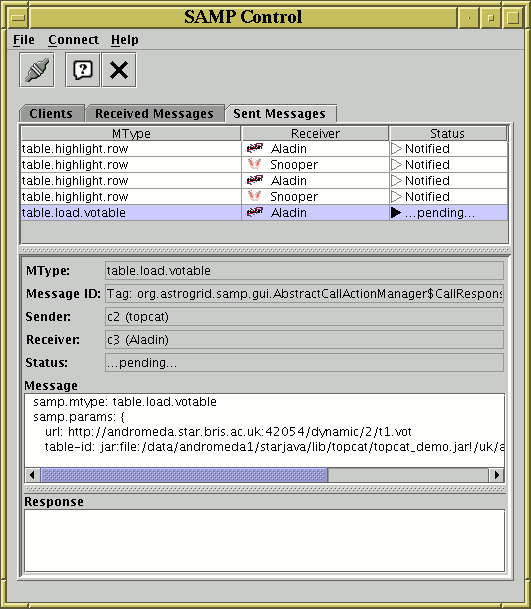 SAMP Control
File Connect Help
Clients Received Messages Sent Messages
MType Receiver Status
table.highlight.row Aladin Notified
table.highlight.row Snooper Notified
table.highlight.row Aladin Notified
table.highlight.row Snooper Notified
table.load.votable Aladin ...pending...
MType: table.load.votable
Message ID: Tag: org.astrogrid.samp.gui.AbstractCallActionManager$CallRespons
Sender: c2 (topcat)
Receiver: c3 (Aladin)
Status: ...pending...
Message
samp.mtype: table.load.votable
samp.params: {
url: http://andromeda.star.bris.ac.uk:42054/dynamic/2/t1.vot
table-id: jar:file:/data/andromeda1/starjava/lib/topcat/topcat_demo.jar!/uk/a
Response